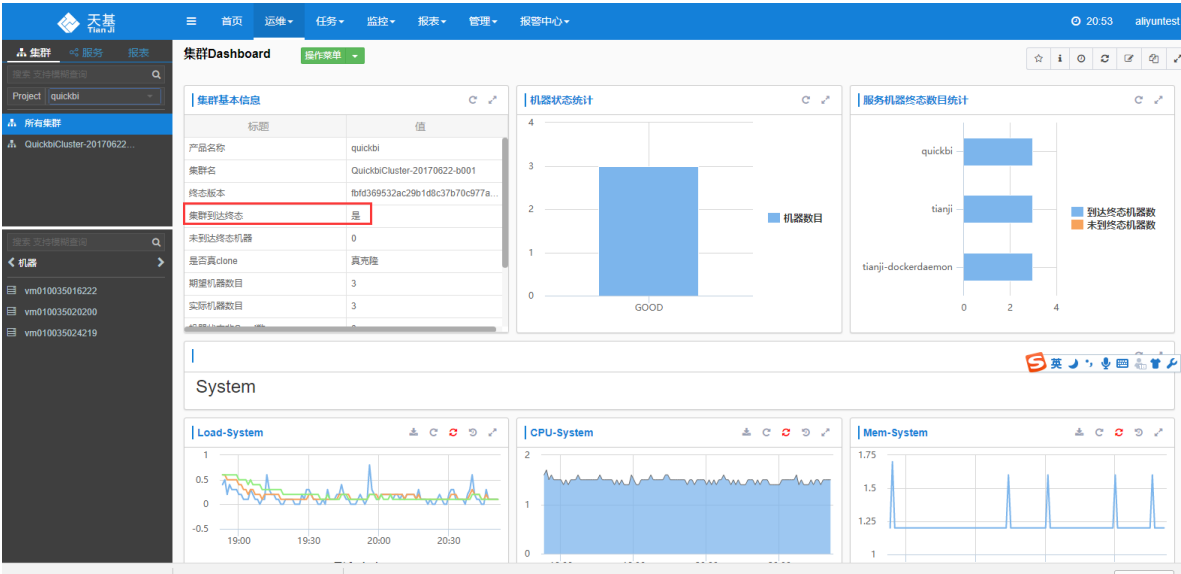 天基
TianJi
首页 运维 任务 监控 报表 管理 报警中心
20:53 aliyuntest
集群 服务 报表
搜索 支持模糊查询
Project quickbi
所有集群
QuickbiCluster-20170622...
搜索 支持模糊查询
机器
vm010035016222
vm010035020200
vm010035024219
集群Dashboard 操作菜单
集群基本信息
标题 值
产品名称 quickbi
集群名 QuickbiCluster-20170622-b001
终态版本 fbfd369532ac29b1d8c37b70c977a...
集群到达终态 是
未到达终态机器 0
是否真clone 真克隆
期望机器数目 3
实际机器数目 3
机器状态统计
4
3
2
1
0
GOOD
机器数目
服务机器终态数目统计
quickbi
tianji
tianji-dockerdaemon
0 2 4
到达终态机器数
未到终态机器数
英
System
Load-System
1
0.5
0
-0.5
19:00 19:30 20:00 20:30
CPU-System
2
1
0
Mem-System
1.75
1.5
1.25
1